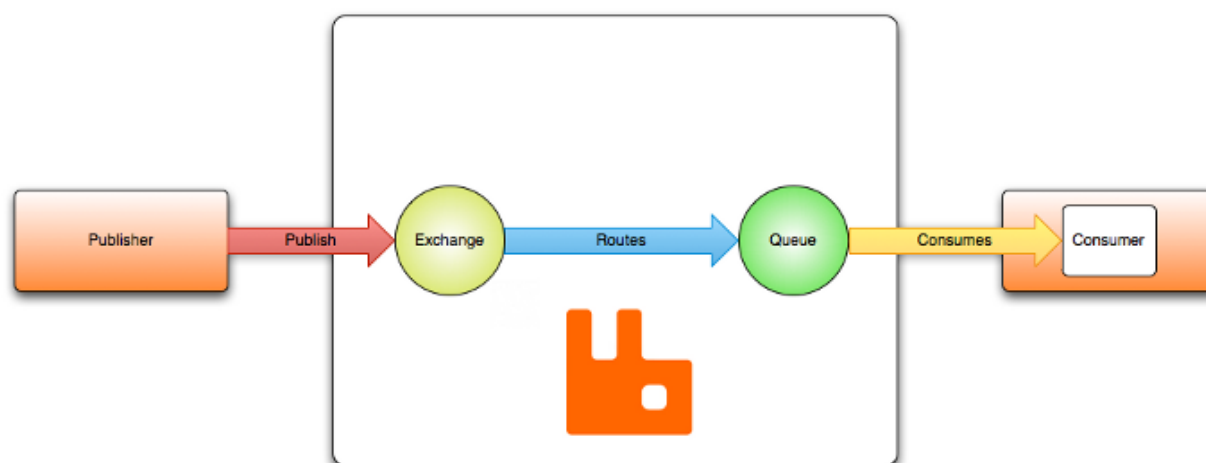 Publisher
Publish
Exchange
Routes
Queue
Consumes
Consumer